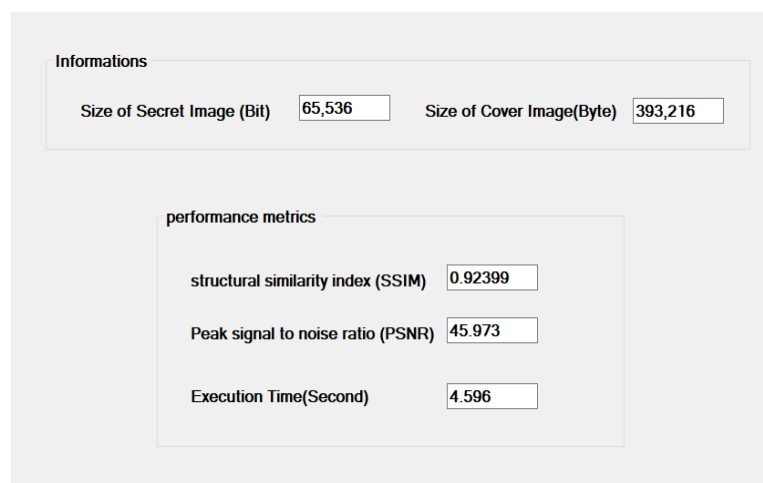 Informations
Size of Secret Image (Bit) 65,536 Size of Cover Image(Byte) 393,216
performance metrics
structural similarity index (SSIM) 0.92399
Peak signal to noise ratio (PSNR) 45.973
Execution Time(Second) 4.596